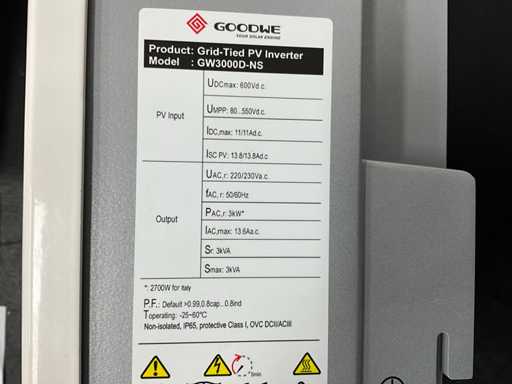 GOODWE
YOUR SOLAR ENGINE
Product: Grid-Tied PV Inverter
Model : GW3000D-NS
PV Input
UDCmax: 600Vd.c.
UMPP: 80...550Vd.c.
IDC,max: 11/11Ad.c.
ISC PV: 13.8/13.8Ad.c
Output
UAC,r: 220/230Va.c.
fAC,r: 50/60Hz
PAC,r: 3kW*
IAC,max: 13.6Aa.c.
Sr: 3kVA
Smax: 3kVA
*: 2700W for italy
P.F.: Default >0.99,0.8cap...0.8ind
Toperating: -25~60°C
Non-isolated, IP65, protective Class I, OVC DCII/ACIII
5min